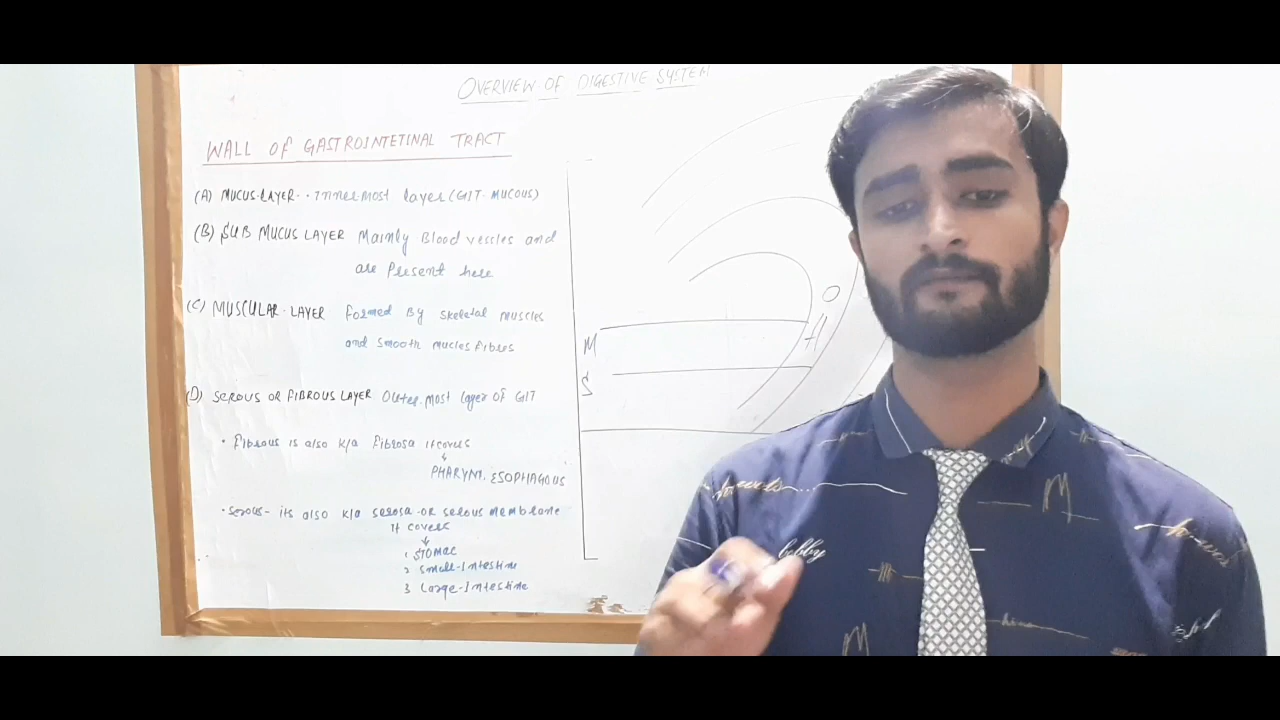 OVERVIEW OF DIGESTIVE SYSTEM
WALL OF GASTROINTETINAL TRACT
(A) MUCUS-LAYER - Inner-most layer (GIT-MUCOUS)
(B) SUB MUCUS LAYER Mainly Blood vessles and
are Present here
(C) MUSCULAR-LAYER formed By Skeletal muscles
and smooth mucles fibres
(D) SEROUS OR FIBROUS LAYER Outer-most layer of GIT
• Fibrous is also k/a Fibrosa it covers
PHARYNX, ESOPHAGOUS
• Serous- its also k/a serosa OR serous membrane
it covers
1 STOMAC
2 Small-Intestine
3 Large-Intestine
M
S